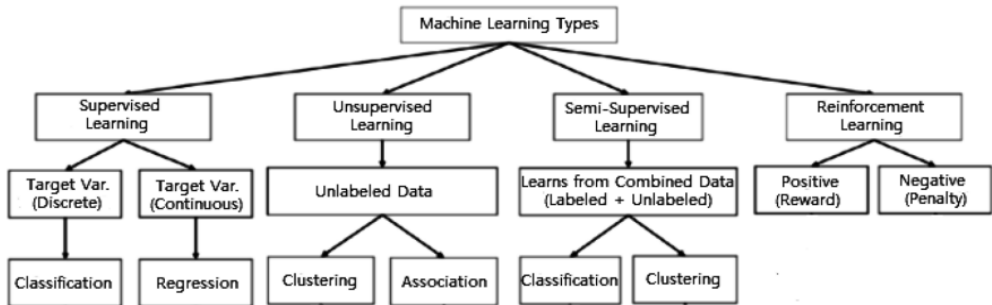 Machine Learning Types
Supervised
Learning
Unsupervised
Learning
Semi-Supervised
Learning
Reinforcement
Learning
Target Var.
(Discrete)
Target Var.
(Continuous)
Unlabeled Data
Learns from Combined Data
(Labeled + Unlabeled)
Positive
(Reward)
Negative
(Penalty)
Classification
Regression
Clustering
Association
Classification
Clustering